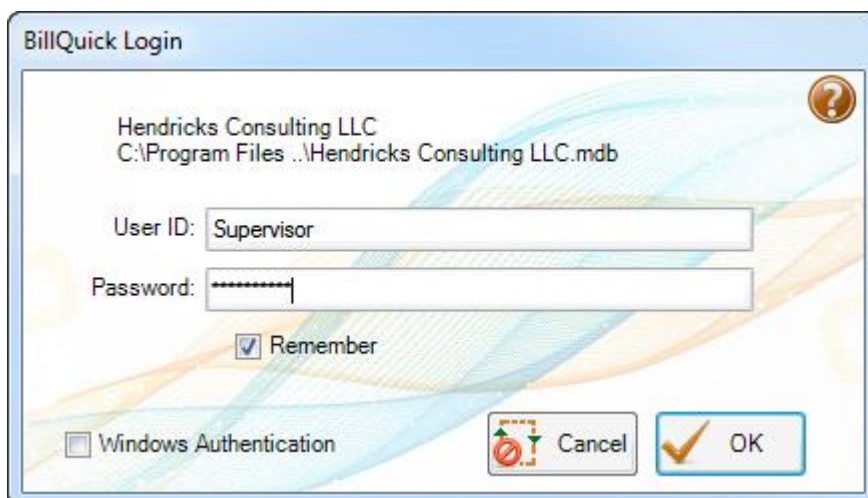 BillQuick Login
?
Hendricks Consulting LLC
C:\Program Files ..\Hendricks Consulting LLC.mdb
User ID: Supervisor
Password: **********
Remember
Windows Authentication
Cancel
OK